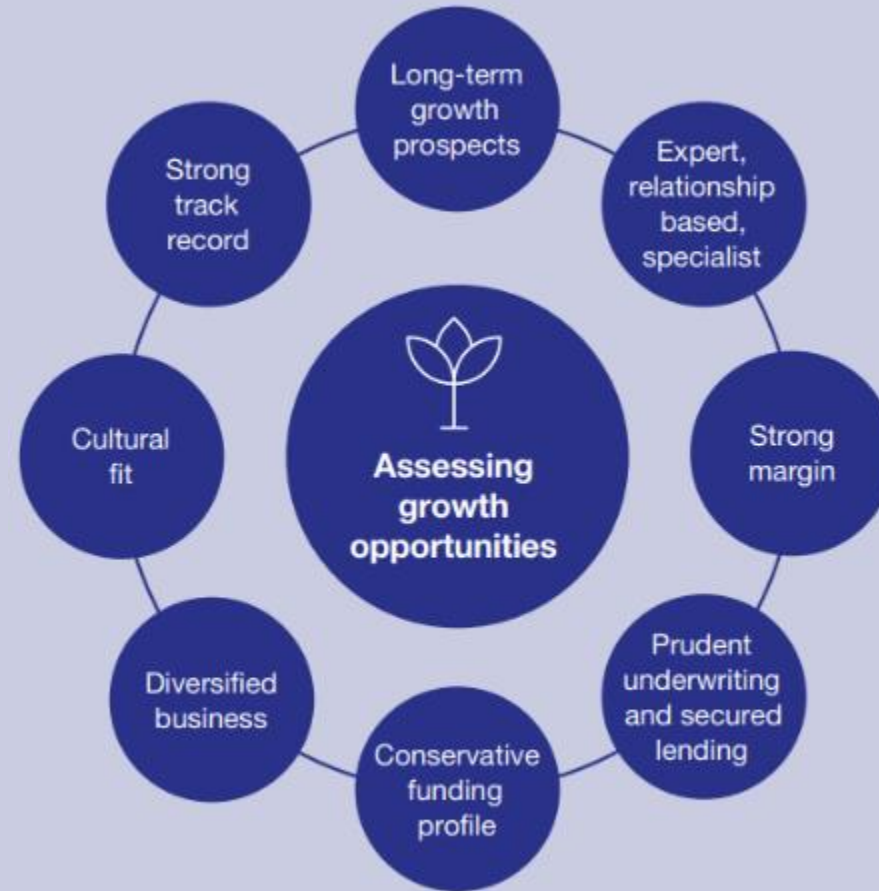 Long-term
growth
prospects
Expert,
relationship
based,
specialist
Strong
margin
Prudent
underwriting
and secured
lending
Conservative
funding
profile
Diversified
business
Cultural
fit
Strong
track
record
Assessing
growth
opportunities